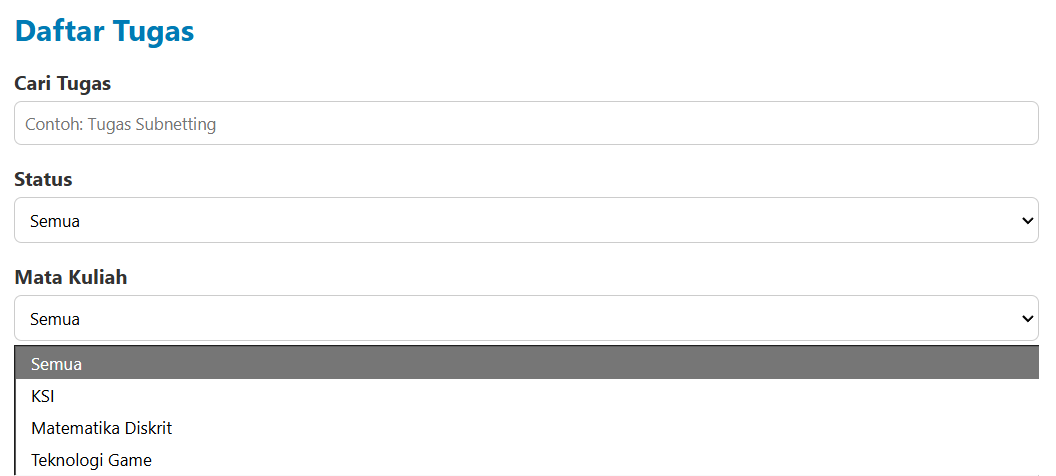 Daftar Tugas
Cari Tugas
Contoh: Tugas Subnetting
Status
Semua
Mata Kuliah
Semua
Semua
KSI
Matematika Diskrit
Teknologi Game